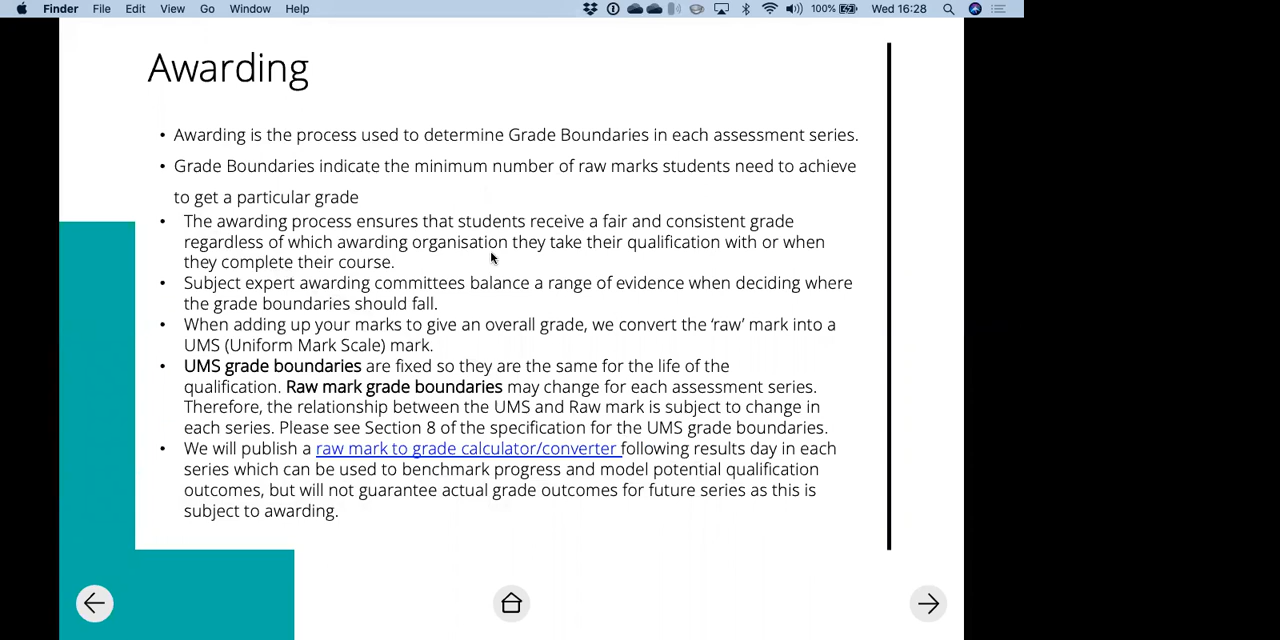 Finder File Edit View Go Window Help 100% Wed 16:28
Awarding
• Awarding is the process used to determine Grade Boundaries in each assessment series.
• Grade Boundaries indicate the minimum number of raw marks students need to achieve
to get a particular grade
• The awarding process ensures that students receive a fair and consistent grade
regardless of which awarding organisation they take their qualification with or when
they complete their course.
• Subject expert awarding committees balance a range of evidence when deciding where
the grade boundaries should fall.
• When adding up your marks to give an overall grade, we convert the ‘raw’ mark into a
UMS (Uniform Mark Scale) mark.
• UMS grade boundaries are fixed so they are the same for the life of the
qualification. Raw mark grade boundaries may change for each assessment series.
Therefore, the relationship between the UMS and Raw mark is subject to change in
each series. Please see Section 8 of the specification for the UMS grade boundaries.
• We will publish a raw mark to grade calculator/converter following results day in each
series which can be used to benchmark progress and model potential qualification
outcomes, but will not guarantee actual grade outcomes for future series as this is
subject to awarding.